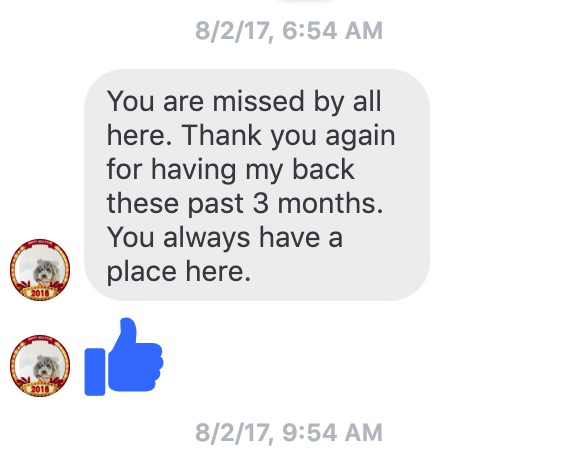 8/2/17, 6:54 AM
You are missed by all
here. Thank you again
for having my back
these past 3 months.
You always have a
place here.
2018
2018
8/2/17, 9:54 AM